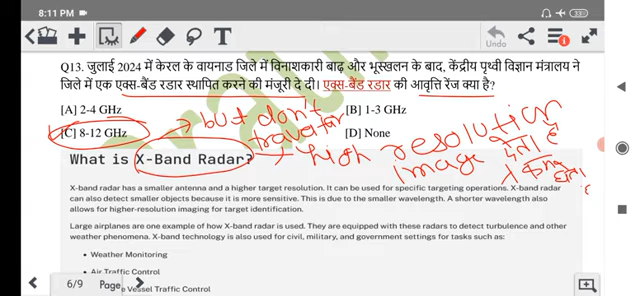 8:11 PM
33
Undo
Q13. जुलाई 2024 में केरल के वायनाड जिले में विनाशकारी बाढ़ और भूस्खलन के बाद, केंद्रीय पृथ्वी विज्ञान मंत्रालय ने
जिले में एक एक्स-बैंड रडार स्थापित करने की मंजूरी दे दी। एक्स-बैंड रडार की आवृत्ति रेंज क्या है?
[A] 2-4 GHz
[B] 1-3 GHz
[C] 8-12 GHz
[D] None
but don't
high resolution
image देता है
λ कम होता
What is X-Band Radar?
X-band radar has a smaller antenna and a higher target resolution. It can be used for specific targeting operations. X-band radar
can also detect smaller objects because it is more sensitive. This is due to the smaller wavelength. A shorter wavelength also
allows for higher-resolution imaging for target identification.
Large airplanes are one example of how X-band radar is used. They are equipped with these radars to detect turbulence and other
weather phenomena. X-band technology is also used for civil, military, and government settings for tasks such as:
• Weather Monitoring
• Air Traffic Control
Vessel Traffic Control
6/9 Page